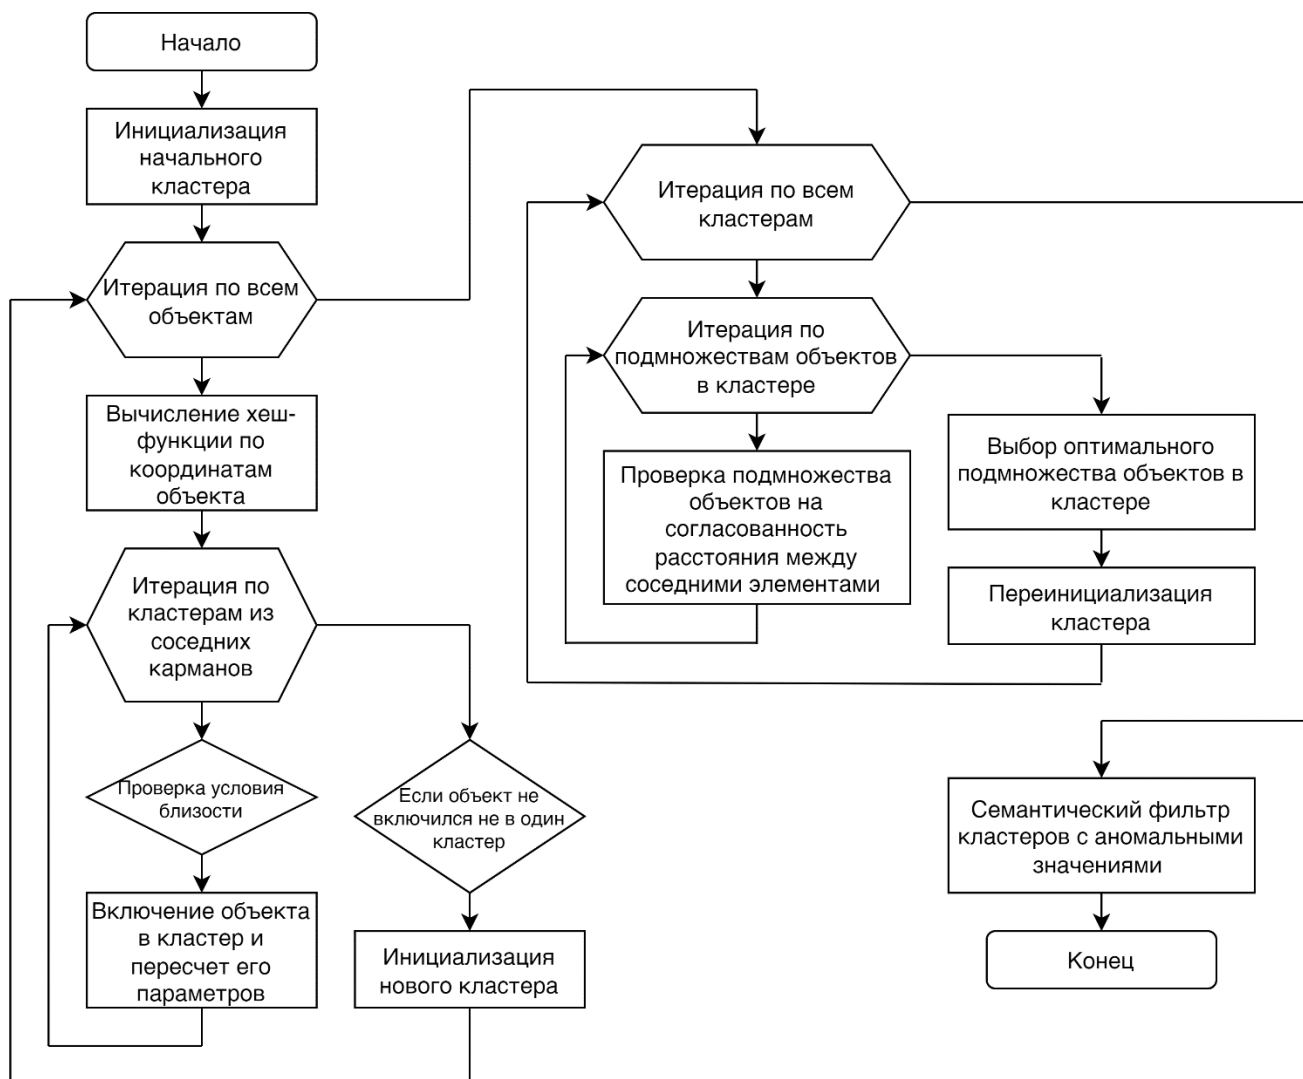 Начало
Инициализация
начального
кластера
Итерация по всем
объектам
Вычисление хеш-
функции по
координатам
объекта
Итерация по
кластерам из
соседних
карманов
Проверка условия
близости
Включение объекта
в кластер и
пересчет его
параметров
Если объект не
включился не в один
кластер
Инициализация
нового кластера
Итерация по всем
кластерам
Итерация по
подмножествам объектов
в кластере
Проверка подмножества
объектов на
согласованность
расстояния между
соседними элементами
Выбор оптимального
подмножества объектов в
кластере
Переинициализация
кластера
Семантический фильтр
кластеров с аномальными
значениями
Конец